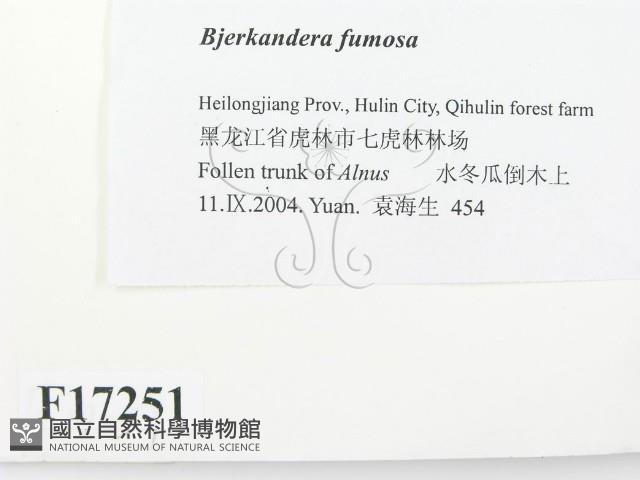 Bjerkandera fumosa
Heilongjiang Prov., Hulin City, Qihulin forest farm
黑龙江省虎林市七虎林林场
Follen trunk of Alnus 水冬瓜倒木上
11.Ⅸ.2004. Yuan. 袁海生 454
F17251
國立自然科學博物館
NATIONAL MUSEUM OF NATURAL SCIENCE